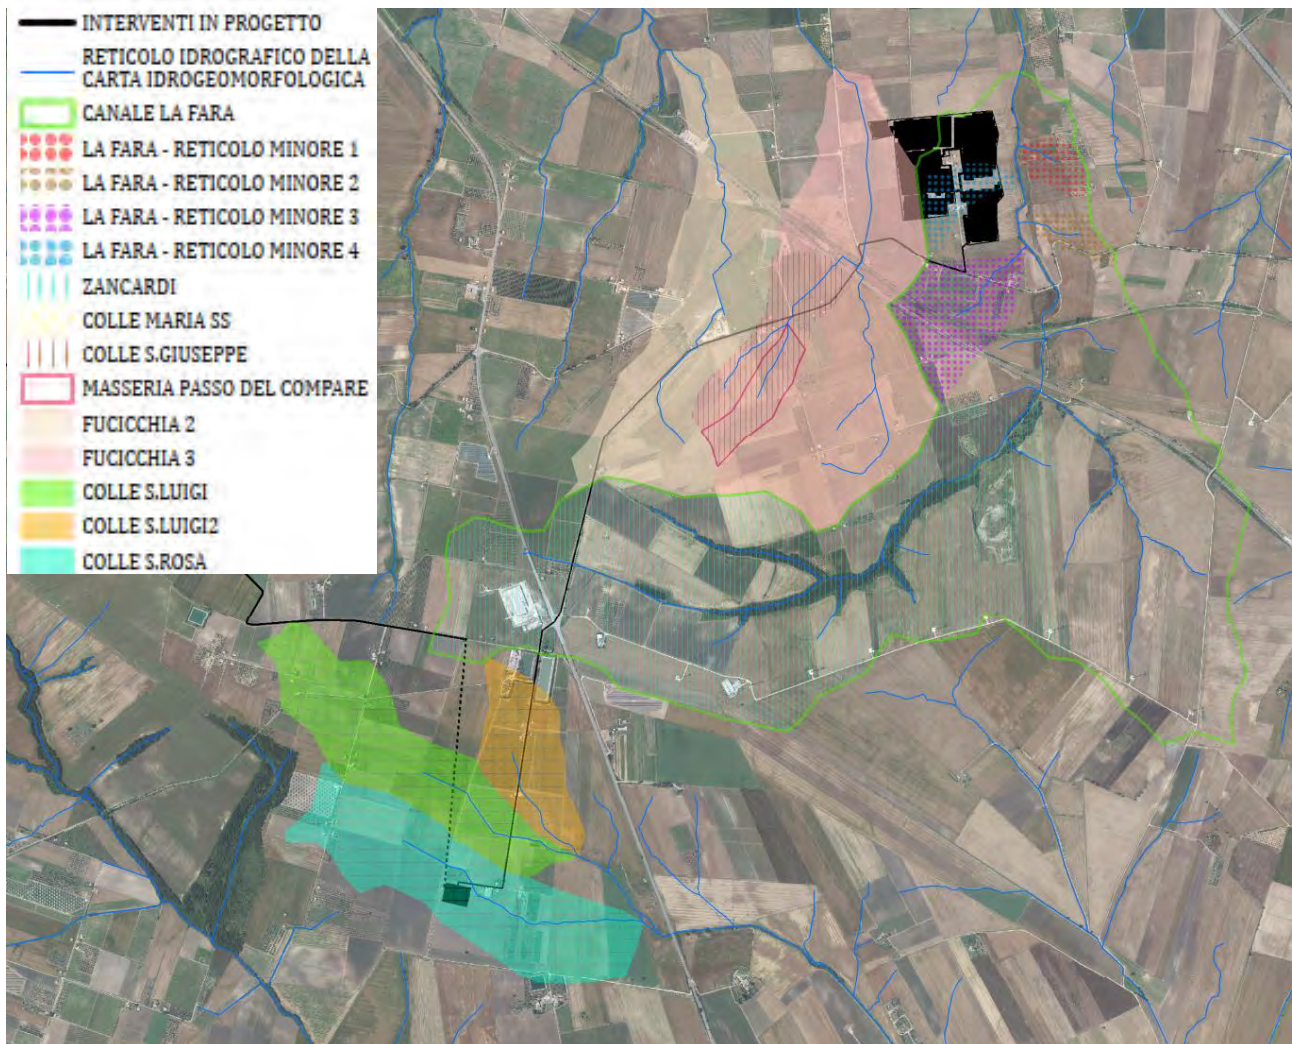 INTERVENTI IN PROGETTO
RETICOLO IDROGRAFICO DELLA
CARTA IDROGEOMORFOLOGICA
CANALE LA FARA
LA FARA - RETICOLO MINORE 1
LA FARA - RETICOLO MINORE 2
LA FARA - RETICOLO MINORE 3
LA FARA - RETICOLO MINORE 4
ZANCARDI
COLLE MARIA SS
COLLE S.GIUSEPPE
MASSERIA PASSO DEL COMPARE
FUCICCHIA 2
FUCICCHIA 3
COLLE S.LUIGI
COLLE S.LUIGI2
COLLE S.ROSA